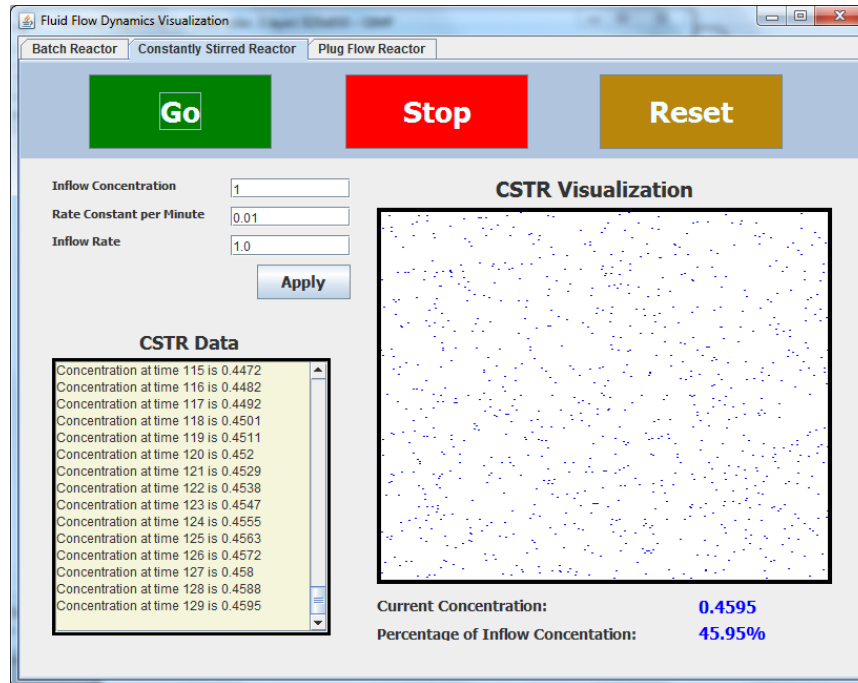 Fluid Flow Dynamics Visualization
Batch Reactor Constantly Stirred Reactor Plug Flow Reactor
Go Stop Reset
Inflow Concentration 1
Rate Constant per Minute 0.01
Inflow Rate 1.0
Apply
CSTR Visualization
CSTR Data
Concentration at time 115 is 0.4472
Concentration at time 116 is 0.4482
Concentration at time 117 is 0.4492
Concentration at time 118 is 0.4501
Concentration at time 119 is 0.4511
Concentration at time 120 is 0.452
Concentration at time 121 is 0.4529
Concentration at time 122 is 0.4538
Concentration at time 123 is 0.4547
Concentration at time 124 is 0.4555
Concentration at time 125 is 0.4563
Concentration at time 126 is 0.4572
Concentration at time 127 is 0.458
Concentration at time 128 is 0.4588
Concentration at time 129 is 0.4595
Current Concentration: 0.4595
Percentage of Inflow Concentation: 45.95%